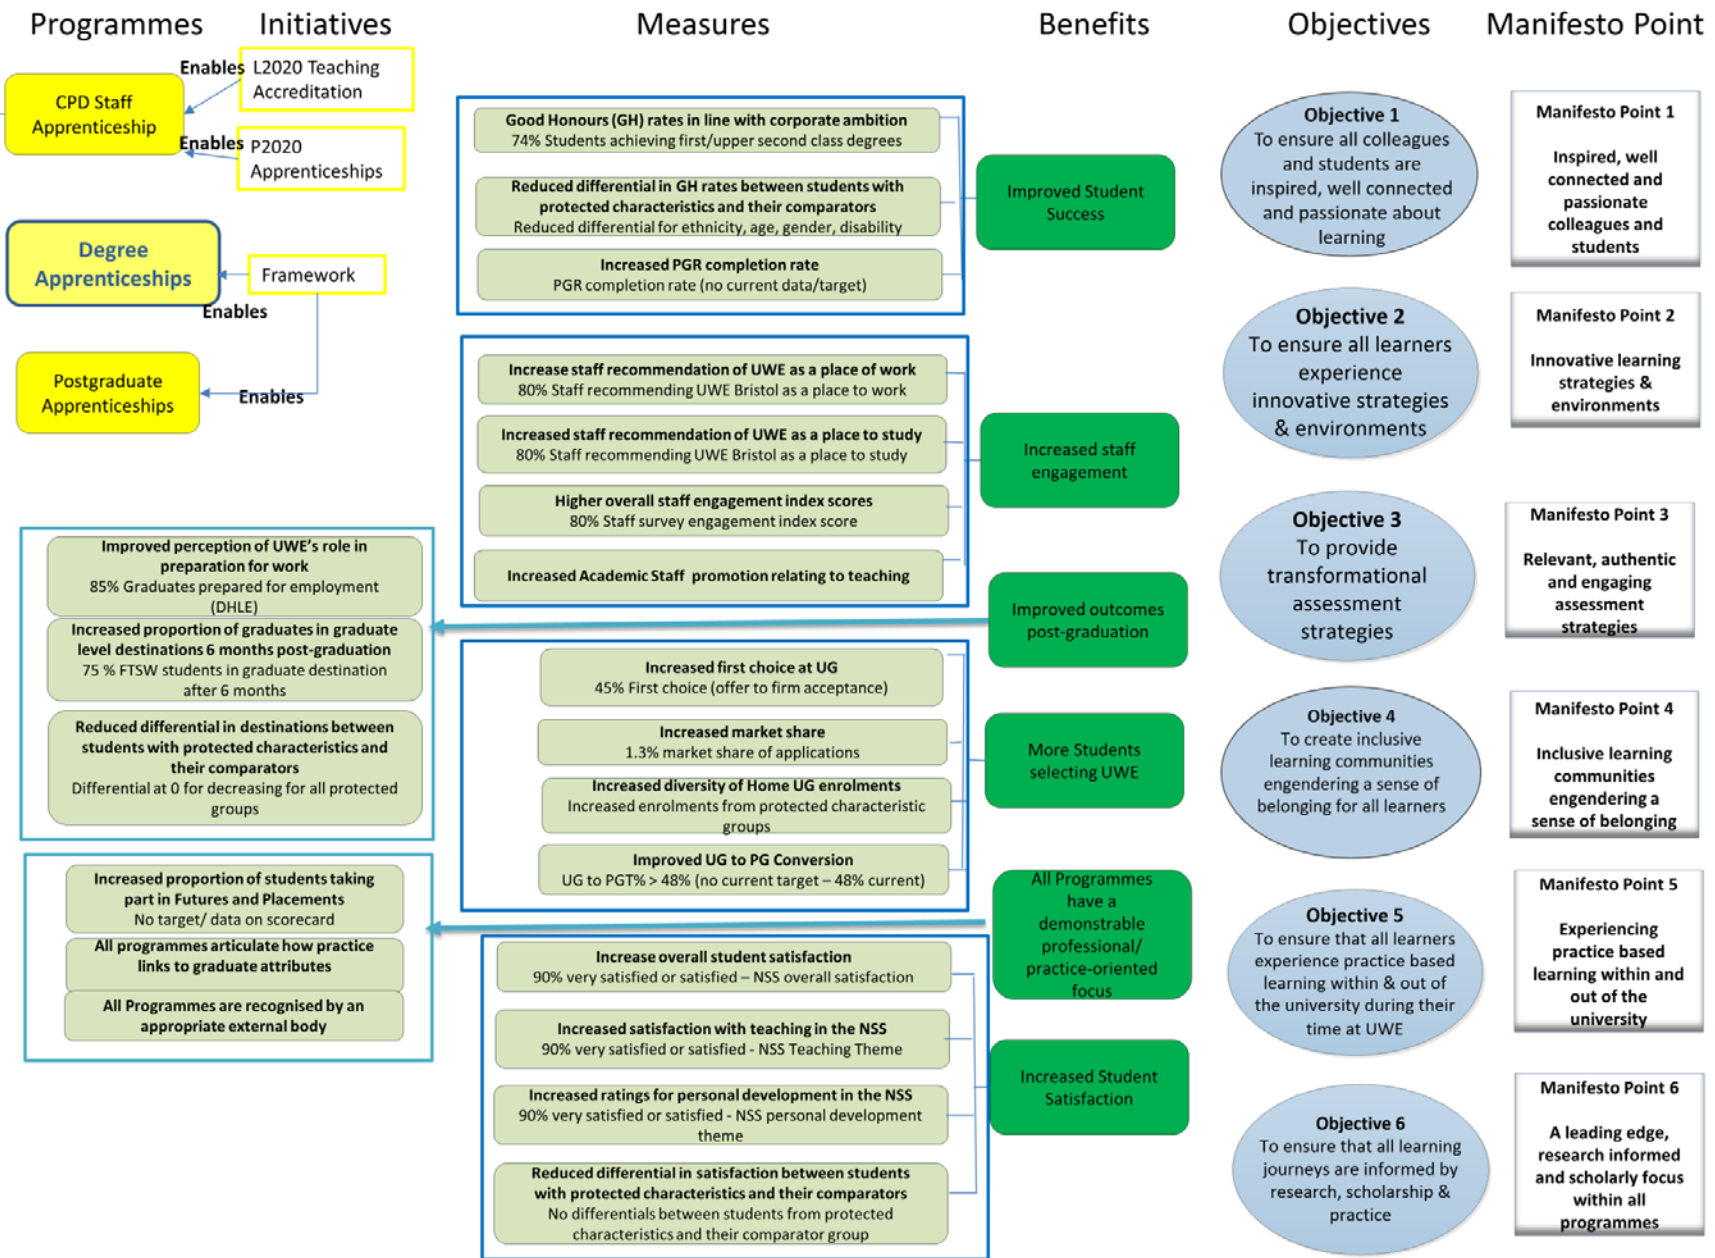 Programmes
Initiatives
Measures
Benefits
Objectives
Manifesto Point
Enables
L2020 Teaching
Accreditation
CPD Staff
Apprenticeship
Enables
P2020
Apprenticeships
Degree
Apprenticeships
Framework
Enables
Postgraduate
Apprenticeships
Enables
Improved perception of UWE's role in
preparation for work
85% Graduates prepared for employment
(DHLE)
Increased proportion of graduates in graduate
level destinations 6 months post-graduation
75 % FTSW students in graduate destination
after 6 months
Reduced differential in destinations between
students with protected characteristics and
their comparators
Differential at 0 for decreasing for all protected
groups
Increased proportion of students taking
part in Futures and Placements
No target/ data on scorecard
All programmes articulate how practice
links to graduate attributes
All Programmes are recognised by an
appropriate external body
Good Honours (GH) rates in line with corporate ambition
74% Students achieving first/upper second class degrees
Reduced differential in GH rates between students with
protected characteristics and their comparators
Reduced differential for ethnicity, age, gender, disability
Increased PGR completion rate
PGR completion rate (no current data/target)
Increase staff recommendation of UWE as a place of work
80% Staff recommending UWE Bristol as a place to work
Increased staff recommendation of UWE as a place to study
80% Staff recommending UWE Bristol as a place to study
Higher overall staff engagement index scores
80% Staff survey engagement index score
Increased Academic Staff promotion relating to teaching
Increased first choice at UG
45% First choice (offer to firm acceptance)
Increased market share
1.3% market share of applications
Increased diversity of Home UG enrolments
Increased enrolments from protected characteristic
groups
Improved UG to PG Conversion
UG to PGT% > 48% (no current target – 48% current)
Increase overall student satisfaction
90% very satisfied or satisfied – NSS overall satisfaction
Increased satisfaction with teaching in the NSS
90% very satisfied or satisfied - NSS Teaching Theme
Increased ratings for personal development in the NSS
90% very satisfied or satisfied - NSS personal development
theme
Reduced differential in satisfaction between students
with protected characteristics and their comparators
No differentials between students from protected
characteristics and their comparator group
Improved Student
Success
Increased staff
engagement
Improved outcomes
post-graduation
More Students
selecting UWE
All Programmes
have a
demonstrable
professional/
practice-oriented
focus
Increased Student
Satisfaction
Objective 1
To ensure all colleagues
and students are
inspired, well connected
and passionate about
learning
Objective 2
To ensure all learners
experience
innovative strategies
& environments
Objective 3
To provide
transformational
assessment
strategies
Objective 4
To create inclusive
learning communities
engendering a sense of
belonging for all learners
Objective 5
To ensure that all learners
experience practice based
learning within & out of
the university during their
time at UWE
Objective 6
To ensure that all learning
journeys are informed by
research, scholarship &
practice
Manifesto Point 1
Inspired, well
connected and
passionate
colleagues and
students
Manifesto Point 2
Innovative learning
strategies &
environments
Manifesto Point 3
Relevant, authentic
and engaging
assessment
strategies
Manifesto Point 4
Inclusive learning
communities
engendering a
sense of belonging
Manifesto Point 5
Experiencing
practice based
learning within and
out of the
university
Manifesto Point 6
A leading edge,
research informed
and scholarly focus
within all
programmes